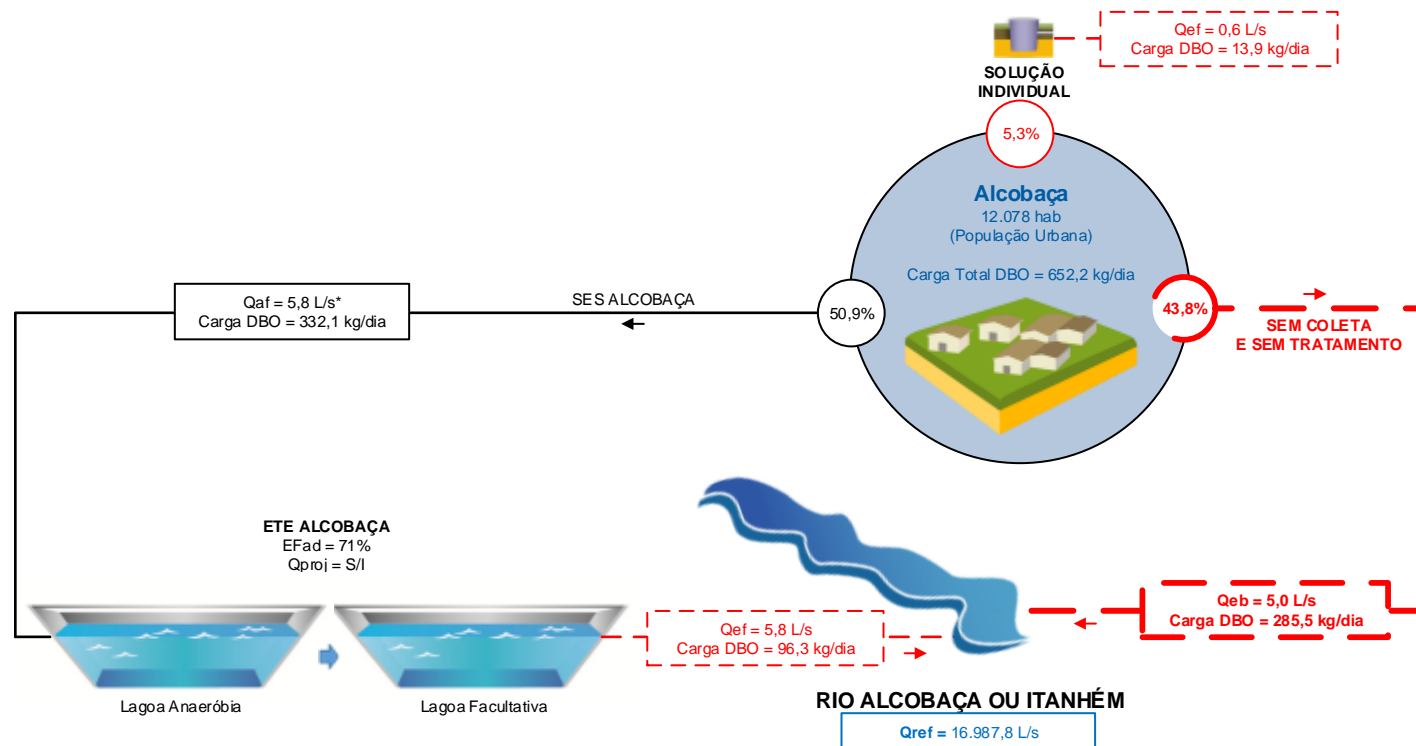 Qef = 0,6 L/s
Carga DBO = 13,9 kg/dia
SOLUÇÃO
INDIVIDUAL
5,3%
Alcobaça
12.078 hab
(População Urbana)
Carga Total DBO = 652,2 kg/dia
Qaf = 5,8 L/s*
Carga DBO = 332,1 kg/dia
SES ALCOBAÇA
50,9%
43,8%
SEM COLETA
E SEM TRATAMENTO
ETE ALCOBAÇA
EFad = 71%
Qproj = S/I
Qef = 5,8 L/s
Carga DBO = 96,3 kg/dia
Qeb = 5,0 L/s
Carga DBO = 285,5 kg/dia
Lagoa Anaeróbia
Lagoa Facultativa
RIO ALCOBAÇA OU ITANHÉM
Qref = 16.987,8 L/s